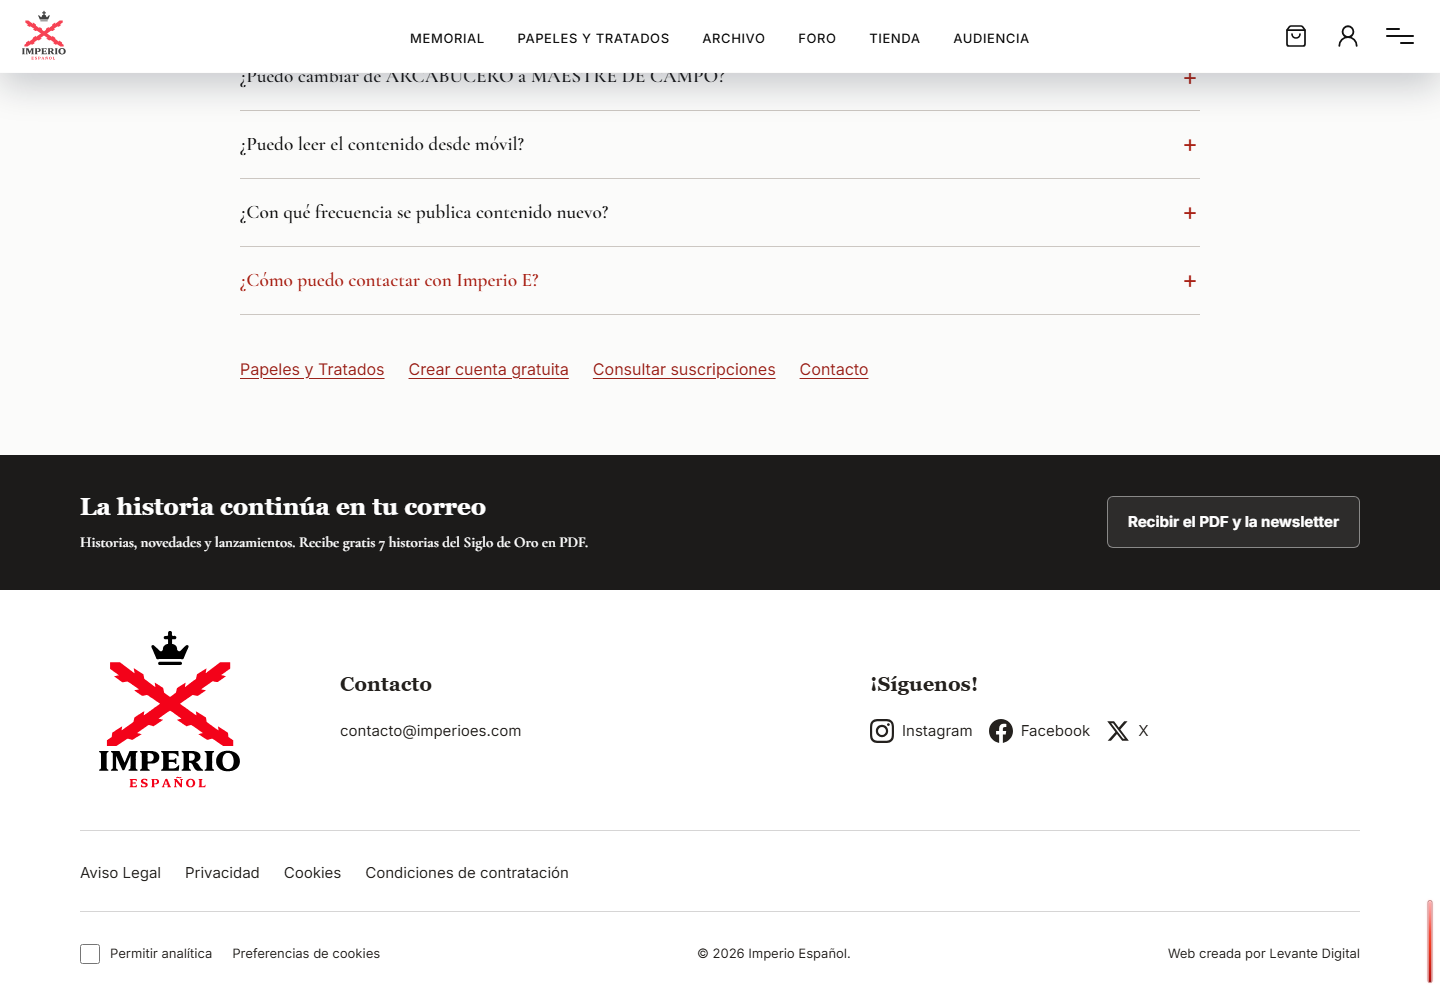 IMPERIO
ESPAÑOL
MEMORIAL PAPELES Y TRATADOS ARCHIVO FORO TIENDA AUDIENCIA
¿Puedo cambiar de ARCABUCERO a MAESTRE DE CAMPO? +
¿Puedo leer el contenido desde móvil? +
¿Con qué frecuencia se publica contenido nuevo? +
¿Cómo puedo contactar con Imperio E? +
Papeles y Tratados Crear cuenta gratuita Consultar suscripciones Contacto
La historia continúa en tu correo
Historias, novedades y lanzamientos. Recibe gratis 7 historias del Siglo de Oro en PDF.
Recibir el PDF y la newsletter
IMPERIO
ESPAÑOL
Contacto
contacto@imperioes.com
¡Síguenos!
Instagram Facebook X
Aviso Legal Privacidad Cookies Condiciones de contratación
Permitir analítica Preferencias de cookies © 2026 Imperio Español. Web creada por Levante Digital